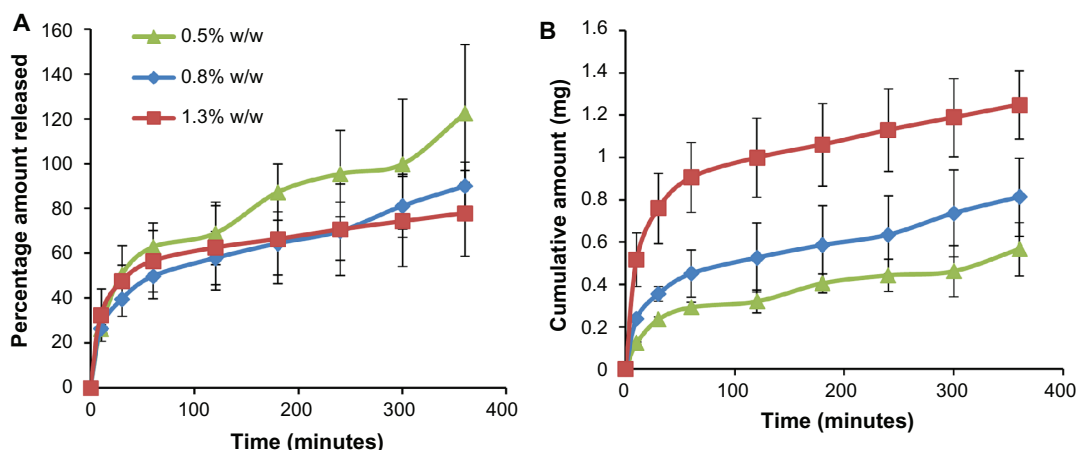 A
Percentage amount released
160
140
120
100
80
60
40
20
0
0.5% w/w
0.8% w/w
1.3% w/w
0 100 200 300 400
Time (minutes)
B
Cumulative amount (mg)
1.6
1.4
1.2
1
0.8
0.6
0.4
0.2
0
0 100 200 300 400
Time (minutes)